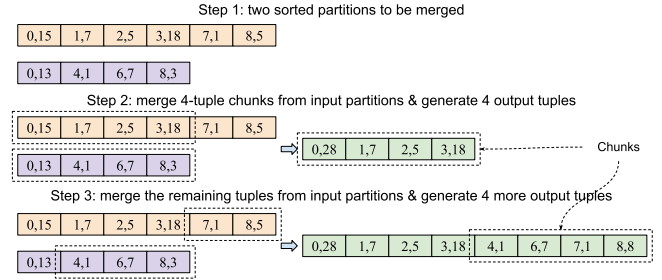 Step 1: two sorted partitions to be merged
0,15 1,7 2,5 3,18 7,1 8,5
0,13 4,1 6,7 8,3
Step 2: merge 4-tuple chunks from input partitions & generate 4 output tuples
0,15 1,7 2,5 3,18 7,1 8,5
0,28 1,7 2,5 3,18
Chunks
0,13 4,1 6,7 8,3
Step 3: merge the remaining tuples from input partitions & generate 4 more output tuples
0,15 1,7 2,5 3,18 7,1 8,5
0,28 1,7 2,5 3,18 4,1 6,7 7,1 8,8
0,13 4,1 6,7 8,3